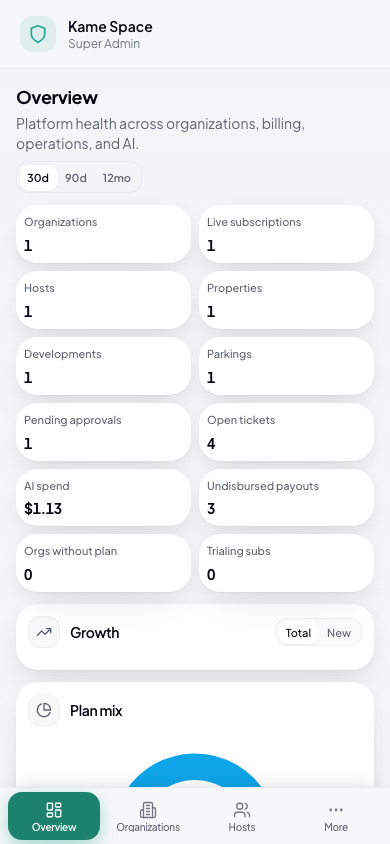 Kame Space
Super Admin
Overview
Platform health across organizations, billing,
operations, and AI.
30d 90d 12mo
Organizations
1
Live subscriptions
1
Hosts
1
Properties
1
Developments
1
Parkings
1
Pending approvals
1
Open tickets
4
AI spend
$1.13
Undisbursed payouts
3
Orgs without plan
0
Trialing subs
0
Growth
Total New
Plan mix
Overview
Organizations
Hosts
More